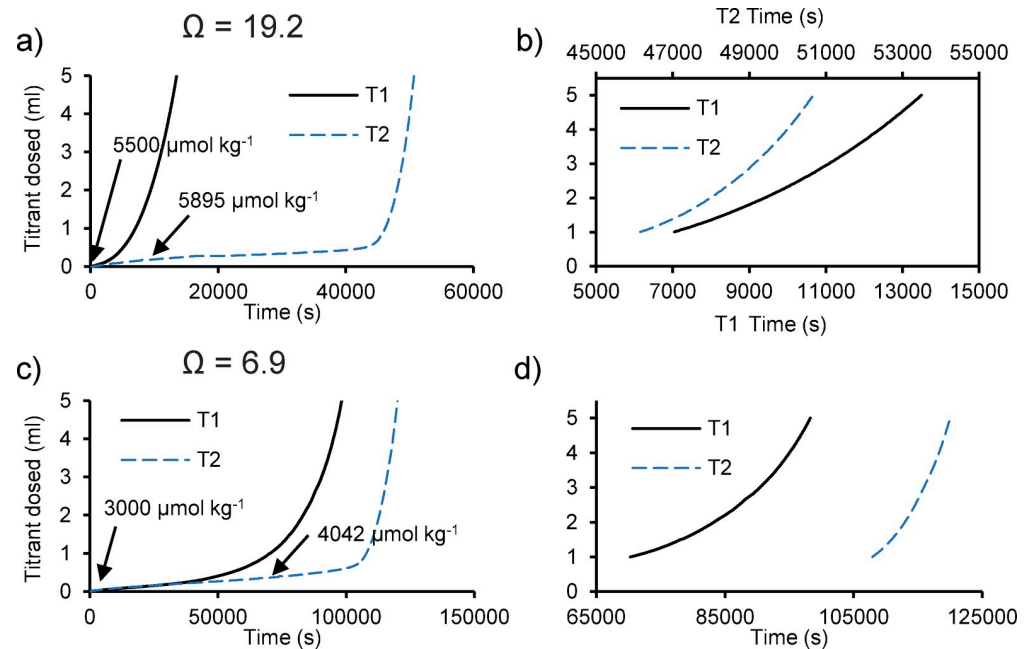 a)
Ω = 19.2
Titrant dosed (ml)
5
4
3
2
1
0
T1
T2
5500 µmol kg⁻¹
5895 µmol kg⁻¹
0 20000 40000 60000
Time (s)
b)
T2 Time (s)
45000 47000 49000 51000 53000 55000
5
4
3
2
1
0
T1
T2
5000 7000 9000 11000 13000 15000
T1 Time (s)
c)
Ω = 6.9
Titrant dosed (ml)
5
4
3
2
1
0
T1
T2
3000 µmol kg⁻¹
4042 µmol kg⁻¹
0 50000 100000 150000
Time (s)
d)
5
4
3
2
1
0
T1
T2
65000 85000 105000 125000
Time (s)